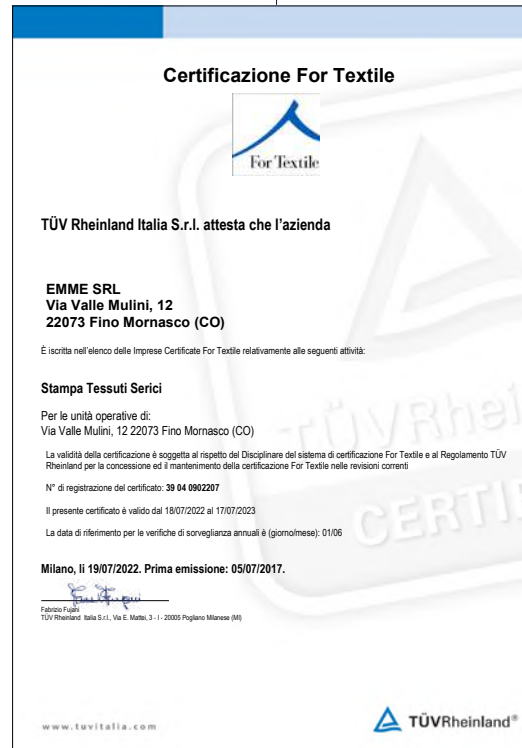 Certificazione For Textile
For Textile
TÜV Rheinland Italia S.r.l. attesta che l’azienda
EMME SRL
Via Valle Mulini, 12
22073 Fino Mornasco (CO)
È iscritta nell’elenco delle Imprese Certificate For Textile relativamente alle seguenti attività:
Stampa Tessuti Serici
Per le unità operative di:
Via Valle Mulini, 12 22073 Fino Mornasco (CO)
La validità della certificazione è soggetta al rispetto del Disciplinare del sistema di certificazione For Textile e al Regolamento TÜV
Rheinland per la concessione ed il mantenimento della certificazione For Textile nelle revisioni correnti
N° di registrazione del certificato: 39 04 0902207
Il presente certificato è valido dal 18/07/2022 al 17/07/2023
La data di riferimento per le verifiche di sorveglianza annuali è (giorno/mese): 01/06
Milano, li 19/07/2022. Prima emissione: 05/07/2017.
Fabrizio Fujani
TÜV Rheinland Italia S.r.l., Via E. Mattei, 3 - I - 20005 Pogliano Milanese (MI)
www.tuvitalia.com
TÜVRheinland®